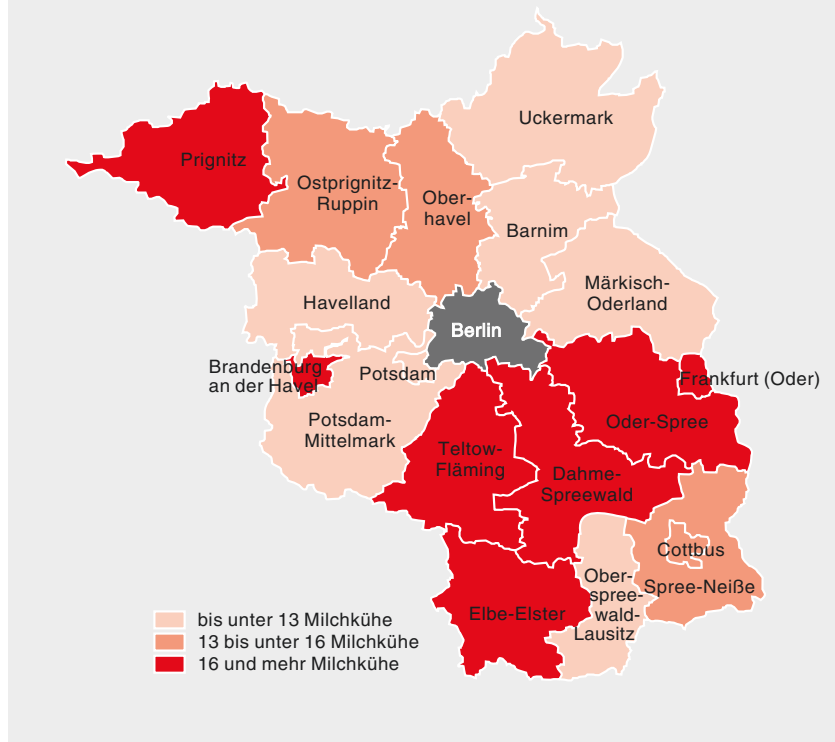 Uckermark
Prignitz
Ostprignitz-
Ruppin
Ober-
havel
Barnim
Märkisch-
Oderland
Havelland
Berlin
Brandenburg
an der Havel
Potsdam
Frankfurt (Oder)
Potsdam-
Mittelmark
Oder-Spree
Teltow-
Fläming
Dahme-
Spreewald
Cottbus
Spree-Neiße
Ober-
spree-
wald-
Lausitz
Elbe-Elster
bis unter 13 Milchkühe
13 bis unter 16 Milchkühe
16 und mehr Milchkühe